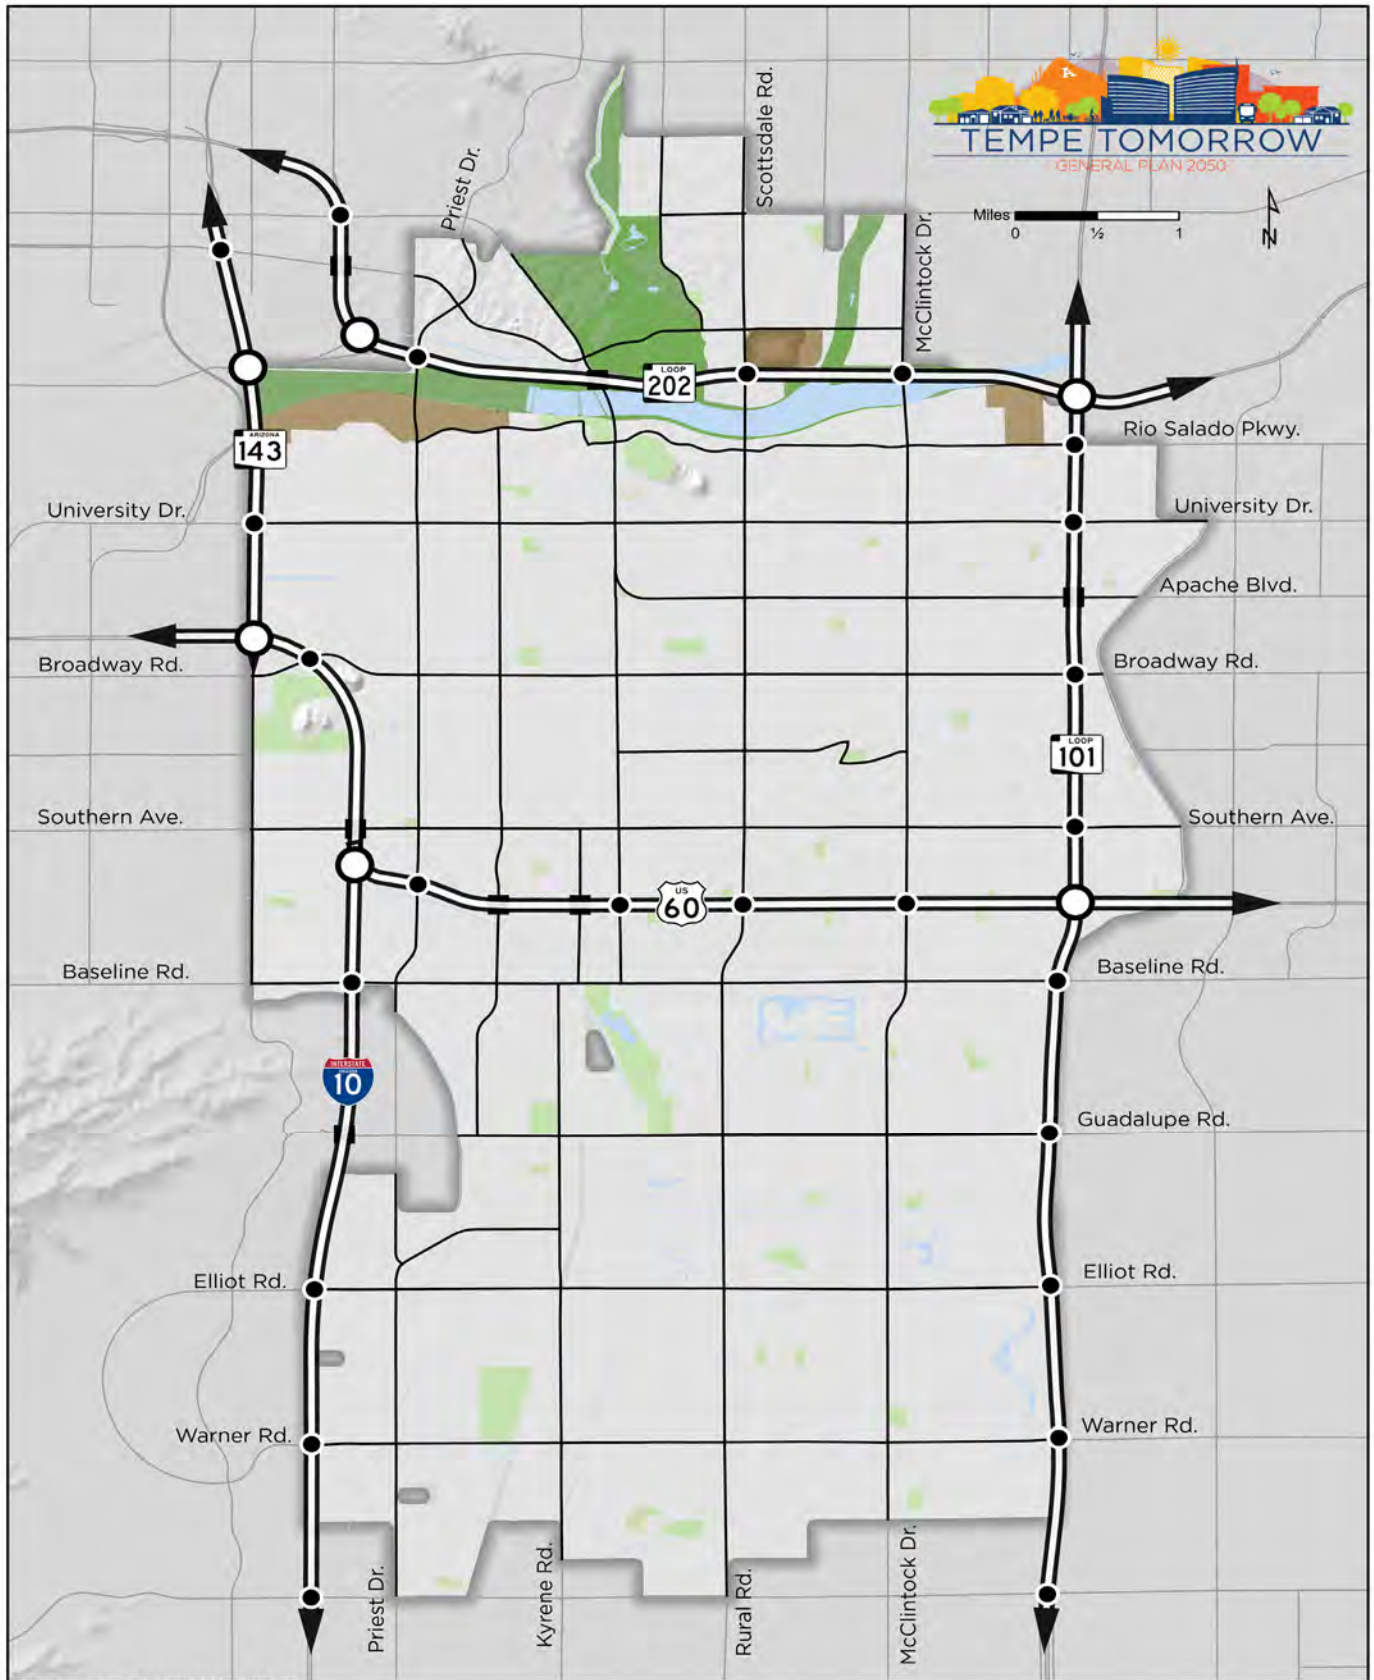 TEMPE TOMORROW
GENERAL PLAN 2050
Miles 0 ½ 1
N
Priest Dr.
Scottsdale Rd.
McClintock Dr.
LOOP
202
ARIZONA
143
Rio Salado Pkwy.
University Dr.
University Dr.
Apache Blvd.
Broadway Rd.
Broadway Rd.
LOOP
101
Southern Ave.
Southern Ave.
US
60
Baseline Rd.
Baseline Rd.
INTERSTATE
10
Guadalupe Rd.
Elliot Rd.
Elliot Rd.
Warner Rd.
Warner Rd.
Priest Dr.
Kyrene Rd.
Rural Rd.
McClintock Dr.